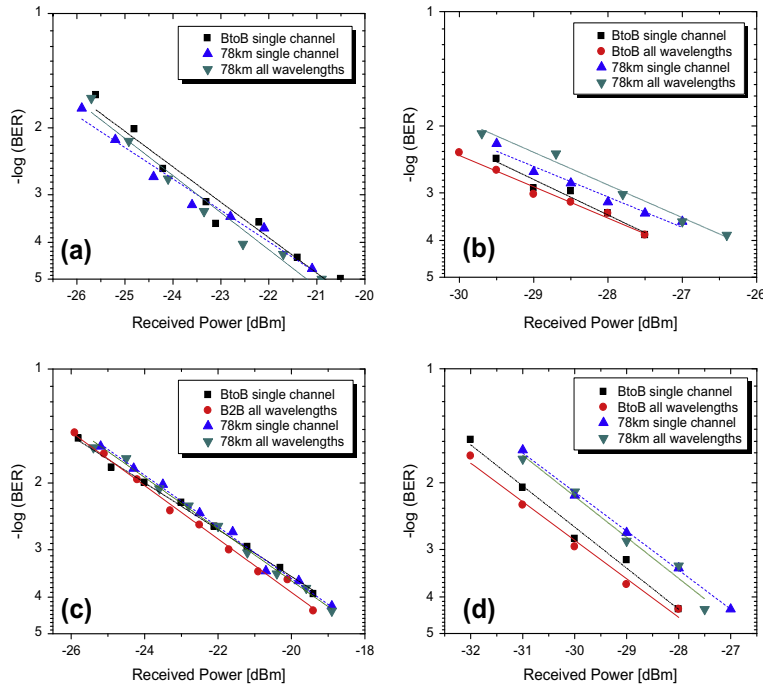 1
BtoB single channel
78km single channel
78km all wavelengths
2
3
4
5
-log (BER)
(a)
-26 -25 -24 -23 -22 -21 -20
Received Power [dBm]
1
BtoB single channel
BtoB all wavelengths
78km single channel
78km all wavelengths
2
3
4
5
-log (BER)
(b)
-30 -29 -28 -27 -26
Received Power [dBm]
1
BtoB single channel
B2B all wavelengths
78km single channel
78km all wavelengths
2
3
4
5
-log (BER)
(c)
-26 -24 -22 -20 -18
Received Power [dBm]
1
BtoB single channel
BtoB all wavelengths
78km single channel
78km all wavelengths
2
3
4
5
-log (BER)
(d)
-32 -31 -30 -29 -28 -27
Received Power [dBm]